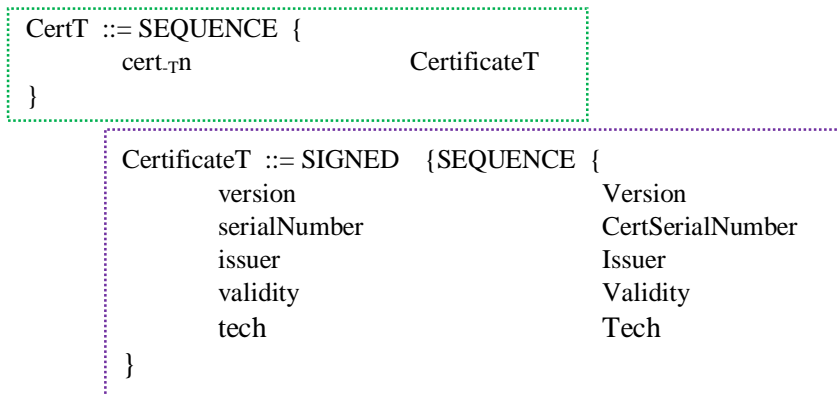 CertT ::= SEQUENCE {
cert-Tn CertificateT
}
CertificateT ::= SIGNED {SEQUENCE {
version Version
serialNumber CertSerialNumber
issuer Issuer
validity Validity
tech Tech
}